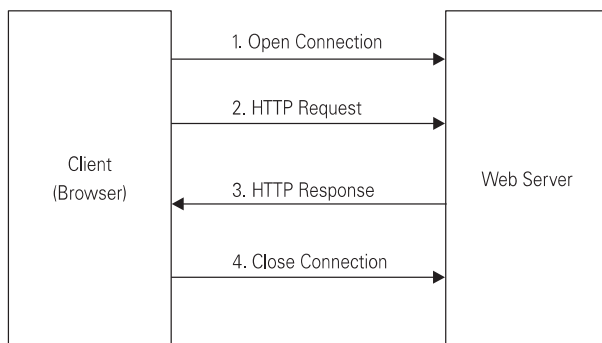 1. Open Connection
2. HTTP Request
Client
(Browser)
Web Server
3. HTTP Response
4. Close Connection